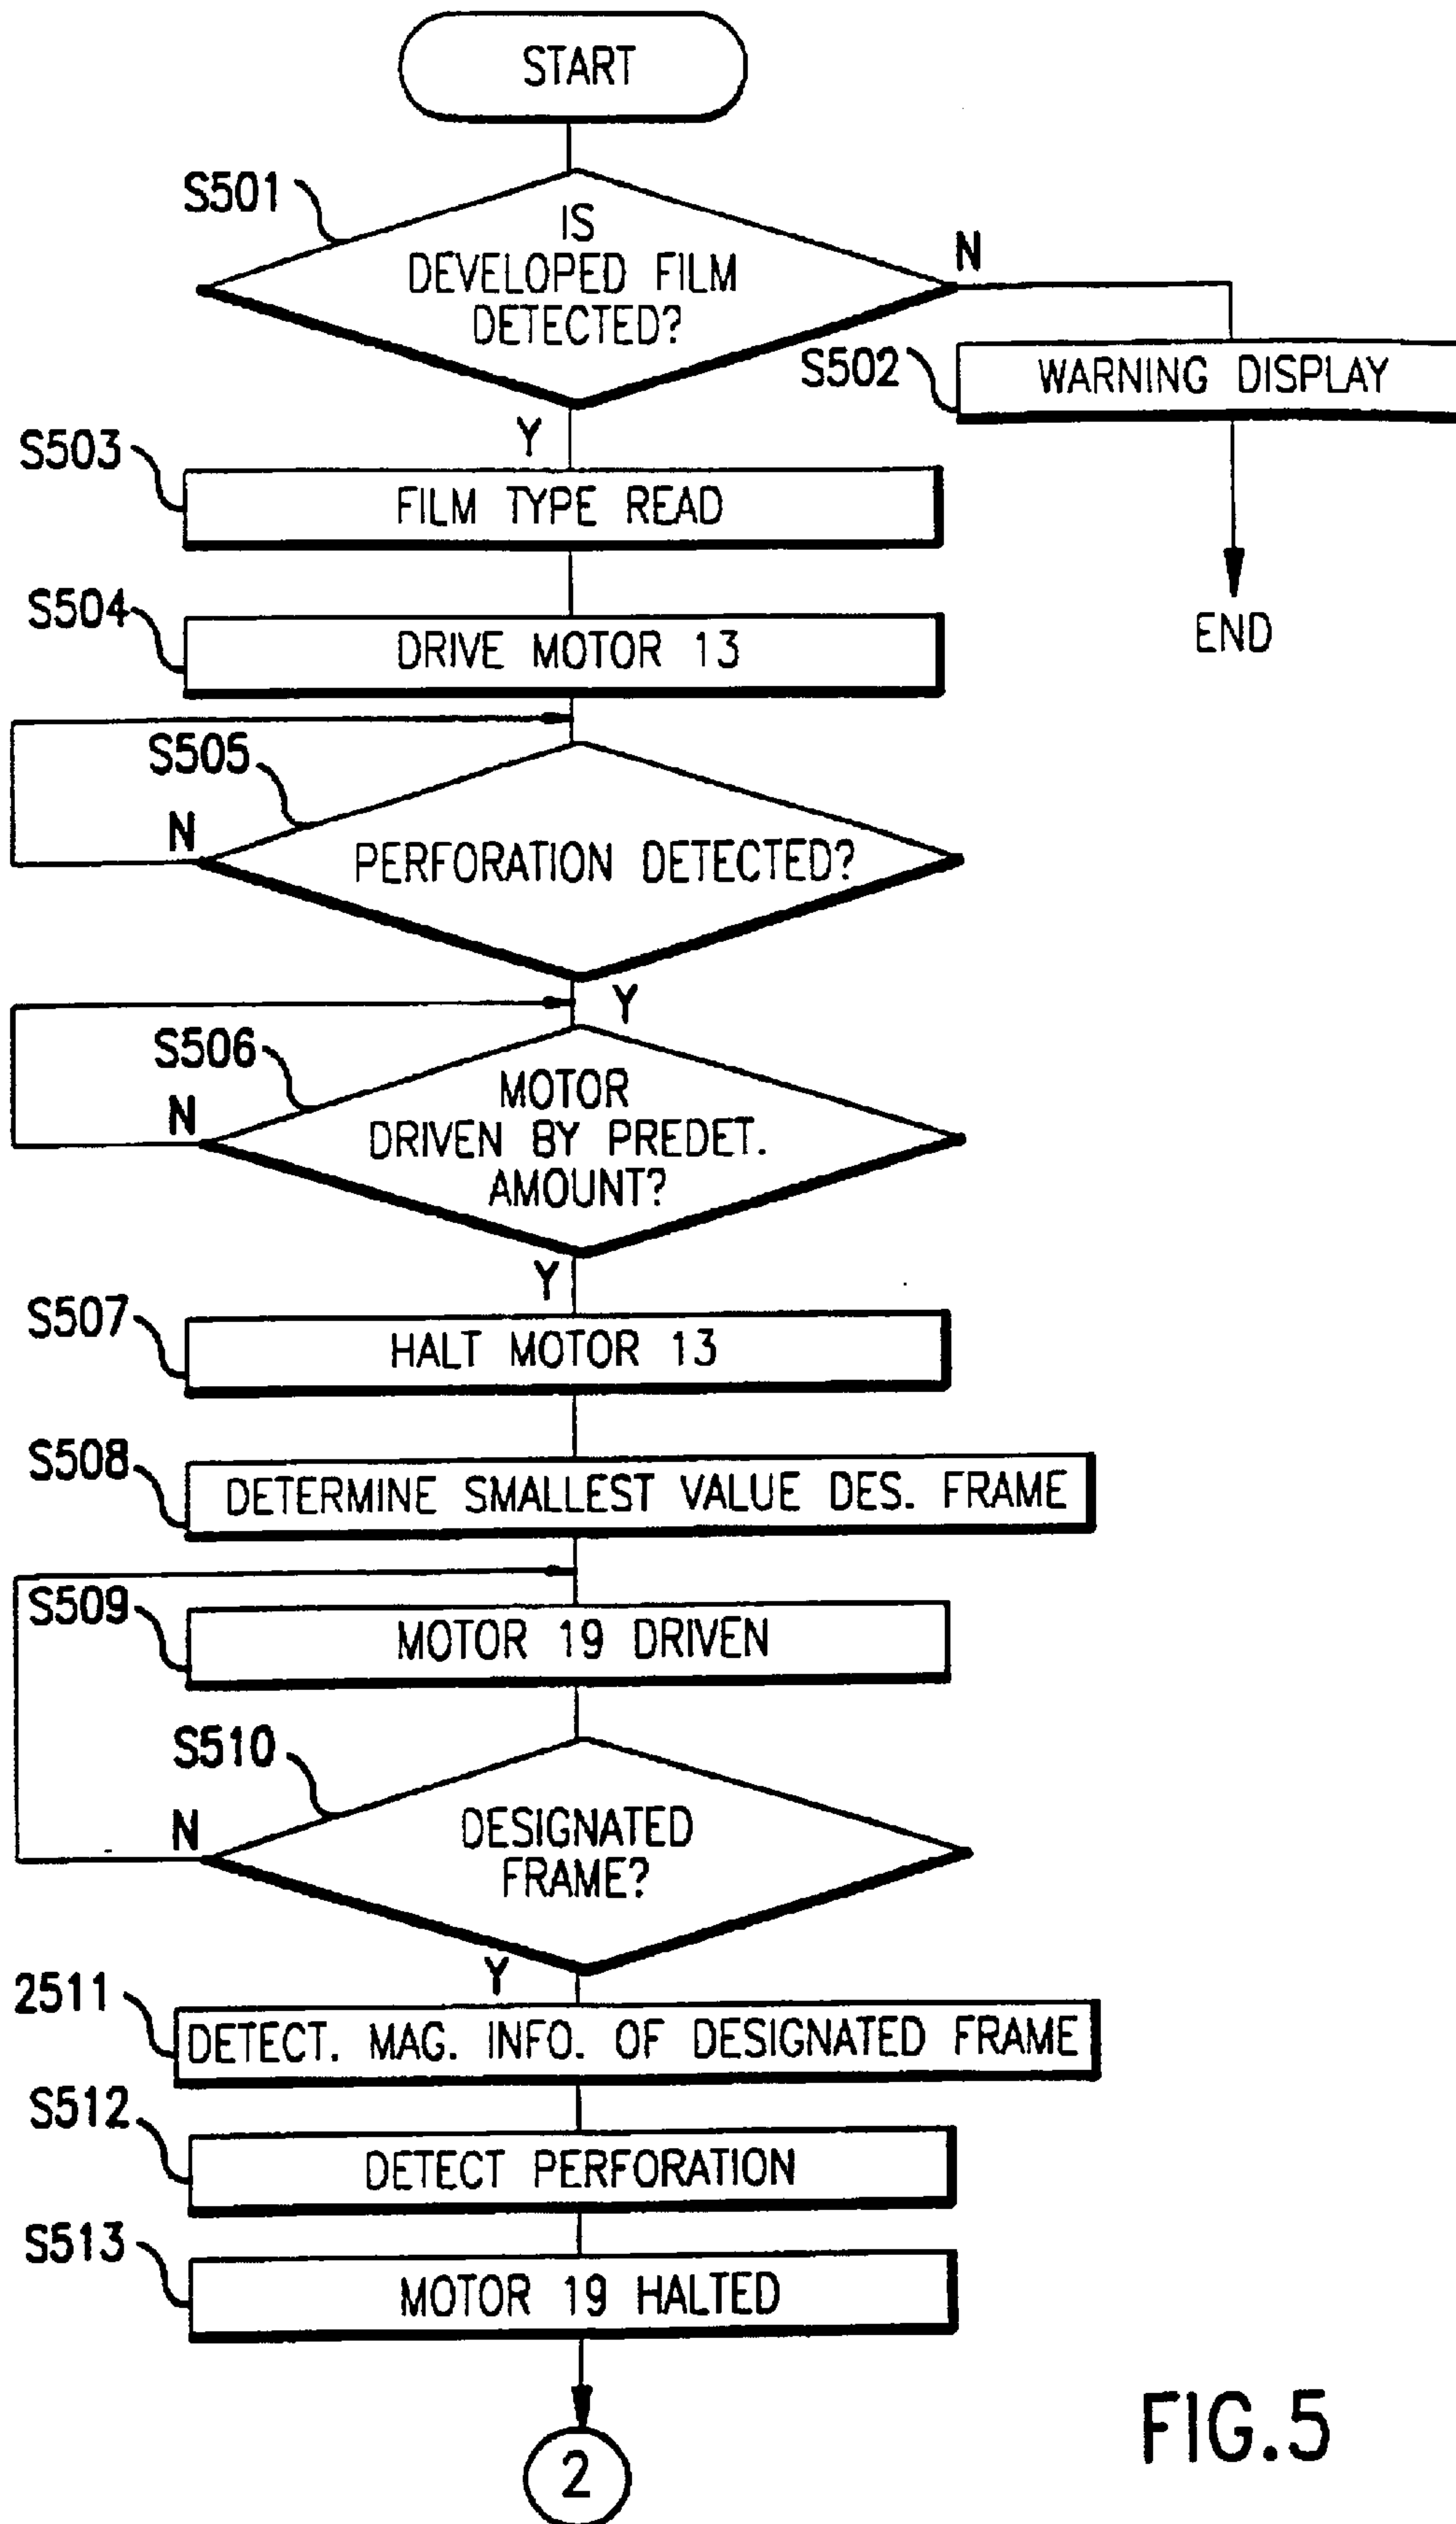 START
S501
IS
DEVELOPED FILM
DETECTED?
N
S502
WARNING DISPLAY
END
Y
S503
FILM TYPE READ
S504
DRIVE MOTOR 13
S505
N
PERFORATION DETECTED?
Y
S506
N
MOTOR
DRIVEN BY PREDET.
AMOUNT?
Y
S507
HALT MOTOR 13
S508
DETERMINE SMALLEST VALUE DES. FRAME
S509
MOTOR 19 DRIVEN
S510
N
DESIGNATED
FRAME?
Y
2511
DETECT. MAG. INFO. OF DESIGNATED FRAME
S512
DETECT PERFORATION
S513
MOTOR 19 HALTED
2
FIG.5